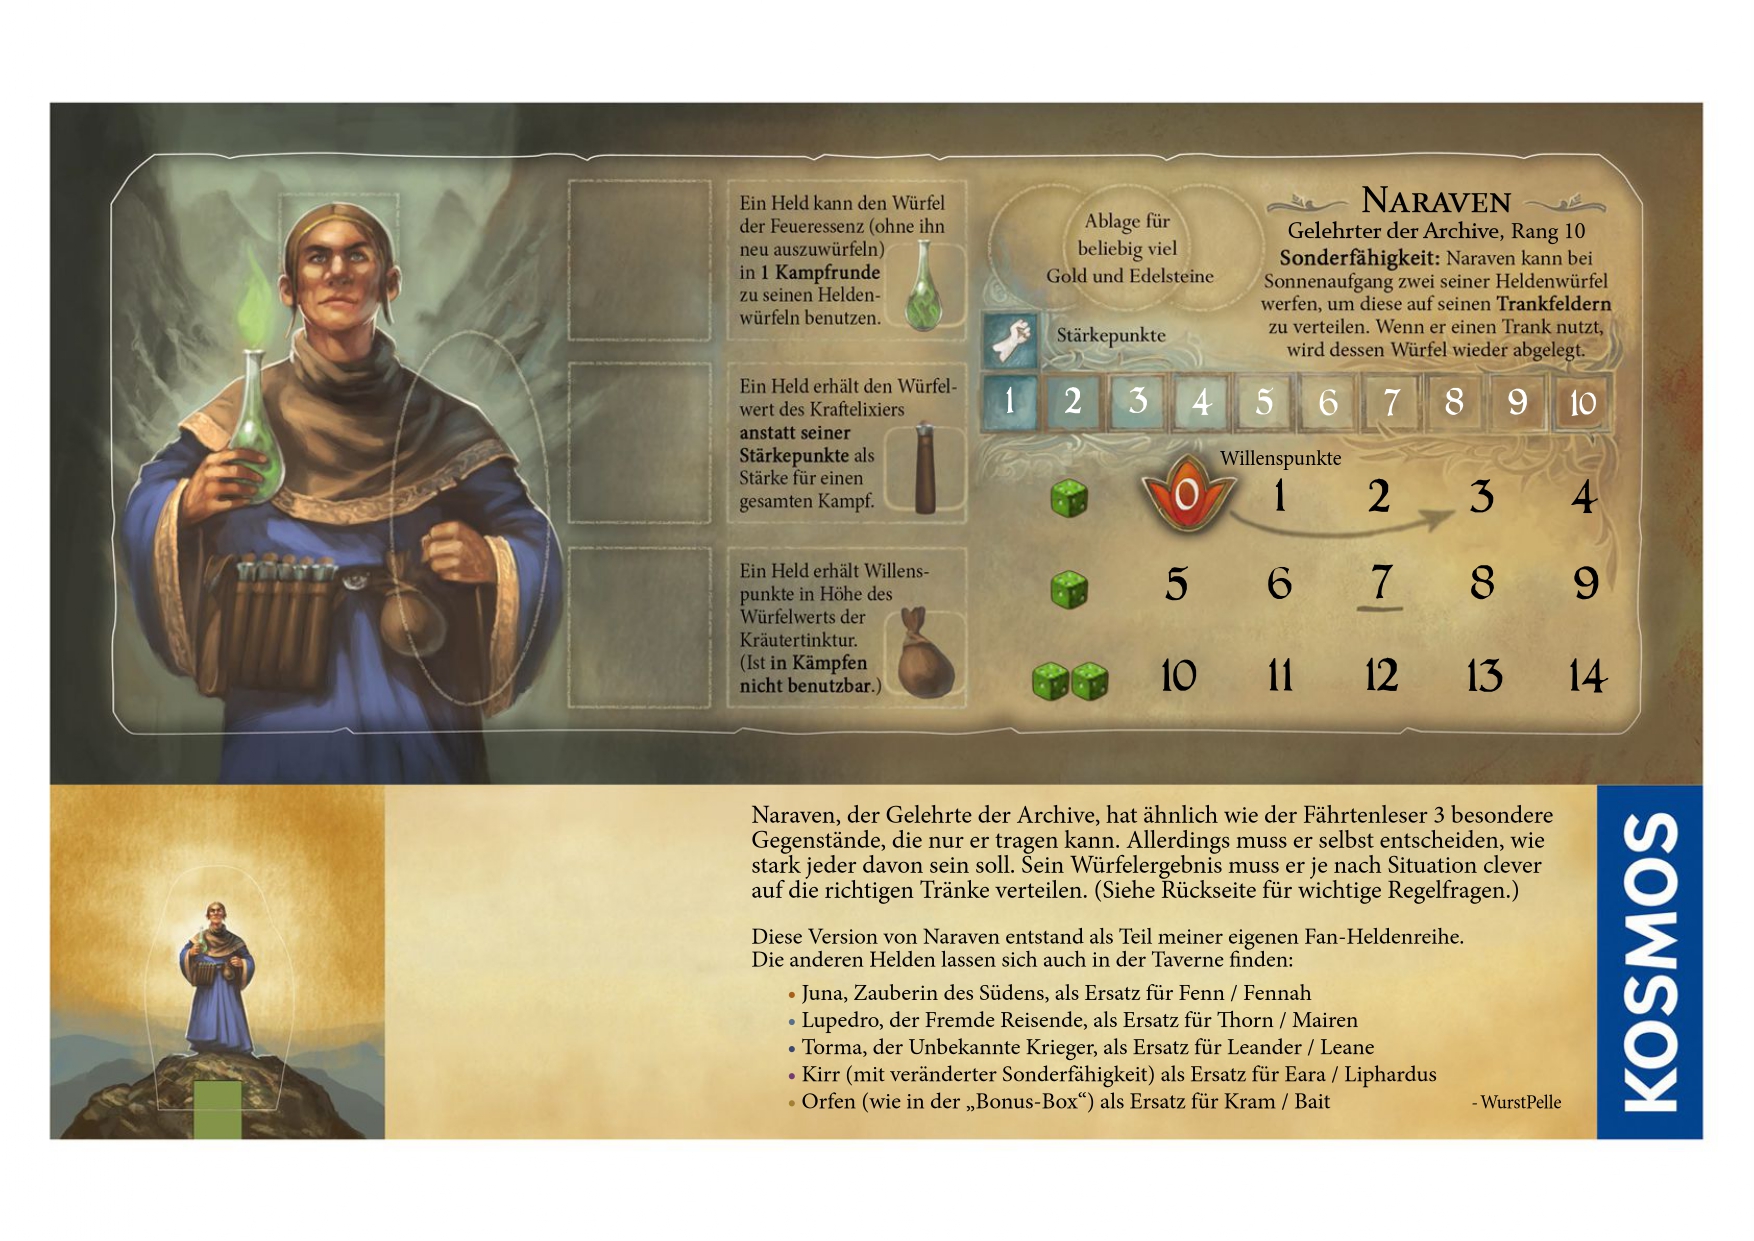 Ein Held kann den Würfel
der Feueressenz (ohne ihn
neu auszuwürfeln)
in 1 Kampfrunde
zu seinen Helden-
würfeln benutzen.
Ein Held erhält den Würfel-
wert des Kraftelixiers
anstatt seiner
Stärkepunkte als
Stärke für einen
gesamten Kampf.
Ein Held erhält Willens-
punkte in Höhe des
Würfelwerts der
Kräutertinktur.
(Ist in Kämpfen
nicht benutzbar.)
Ablage für
beliebig viel
Gold und Edelsteine
NARAVEN
Gelehrter der Archive, Rang 10
Sonderfähigkeit: Naraven kann bei
Sonnenaufgang zwei seiner Heldenwürfel
werfen, um diese auf seinen Trankfeldern
zu verteilen. Wenn er einen Trank nutzt,
wird dessen Würfel wieder abgelegt.
Stärkepunkte
1 2 3 4 5 6 7 8 9 10
Willenspunkte
0 1 2 3 4
5 6 7 8 9
10 11 12 13 14
Naraven, der Gelehrte der Archive, hat ähnlich wie der Fährtenleser 3 besondere
Gegenstände, die nur er tragen kann. Allerdings muss er selbst entscheiden, wie
stark jeder davon sein soll. Sein Würfelergebnis muss er je nach Situation clever
auf die richtigen Tränke verteilen. (Siehe Rückseite für wichtige Regelfragen.)
Diese Version von Naraven entstand als Teil meiner eigenen Fan-Heldenreihe.
Die anderen Helden lassen sich auch in der Taverne finden:
• Juna, Zauberin des Südens, als Ersatz für Fenn / Fennah
• Lupedro, der Fremde Reisende, als Ersatz für Thorn / Mairen
• Torma, der Unbekannte Krieger, als Ersatz für Leander / Leane
• Kirr (mit veränderter Sonderfähigkeit) als Ersatz für Eara / Liphardus
• Orfen (wie in der „Bonus-Box“) als Ersatz für Kram / Bait
- WurstPelle
KOSMOS